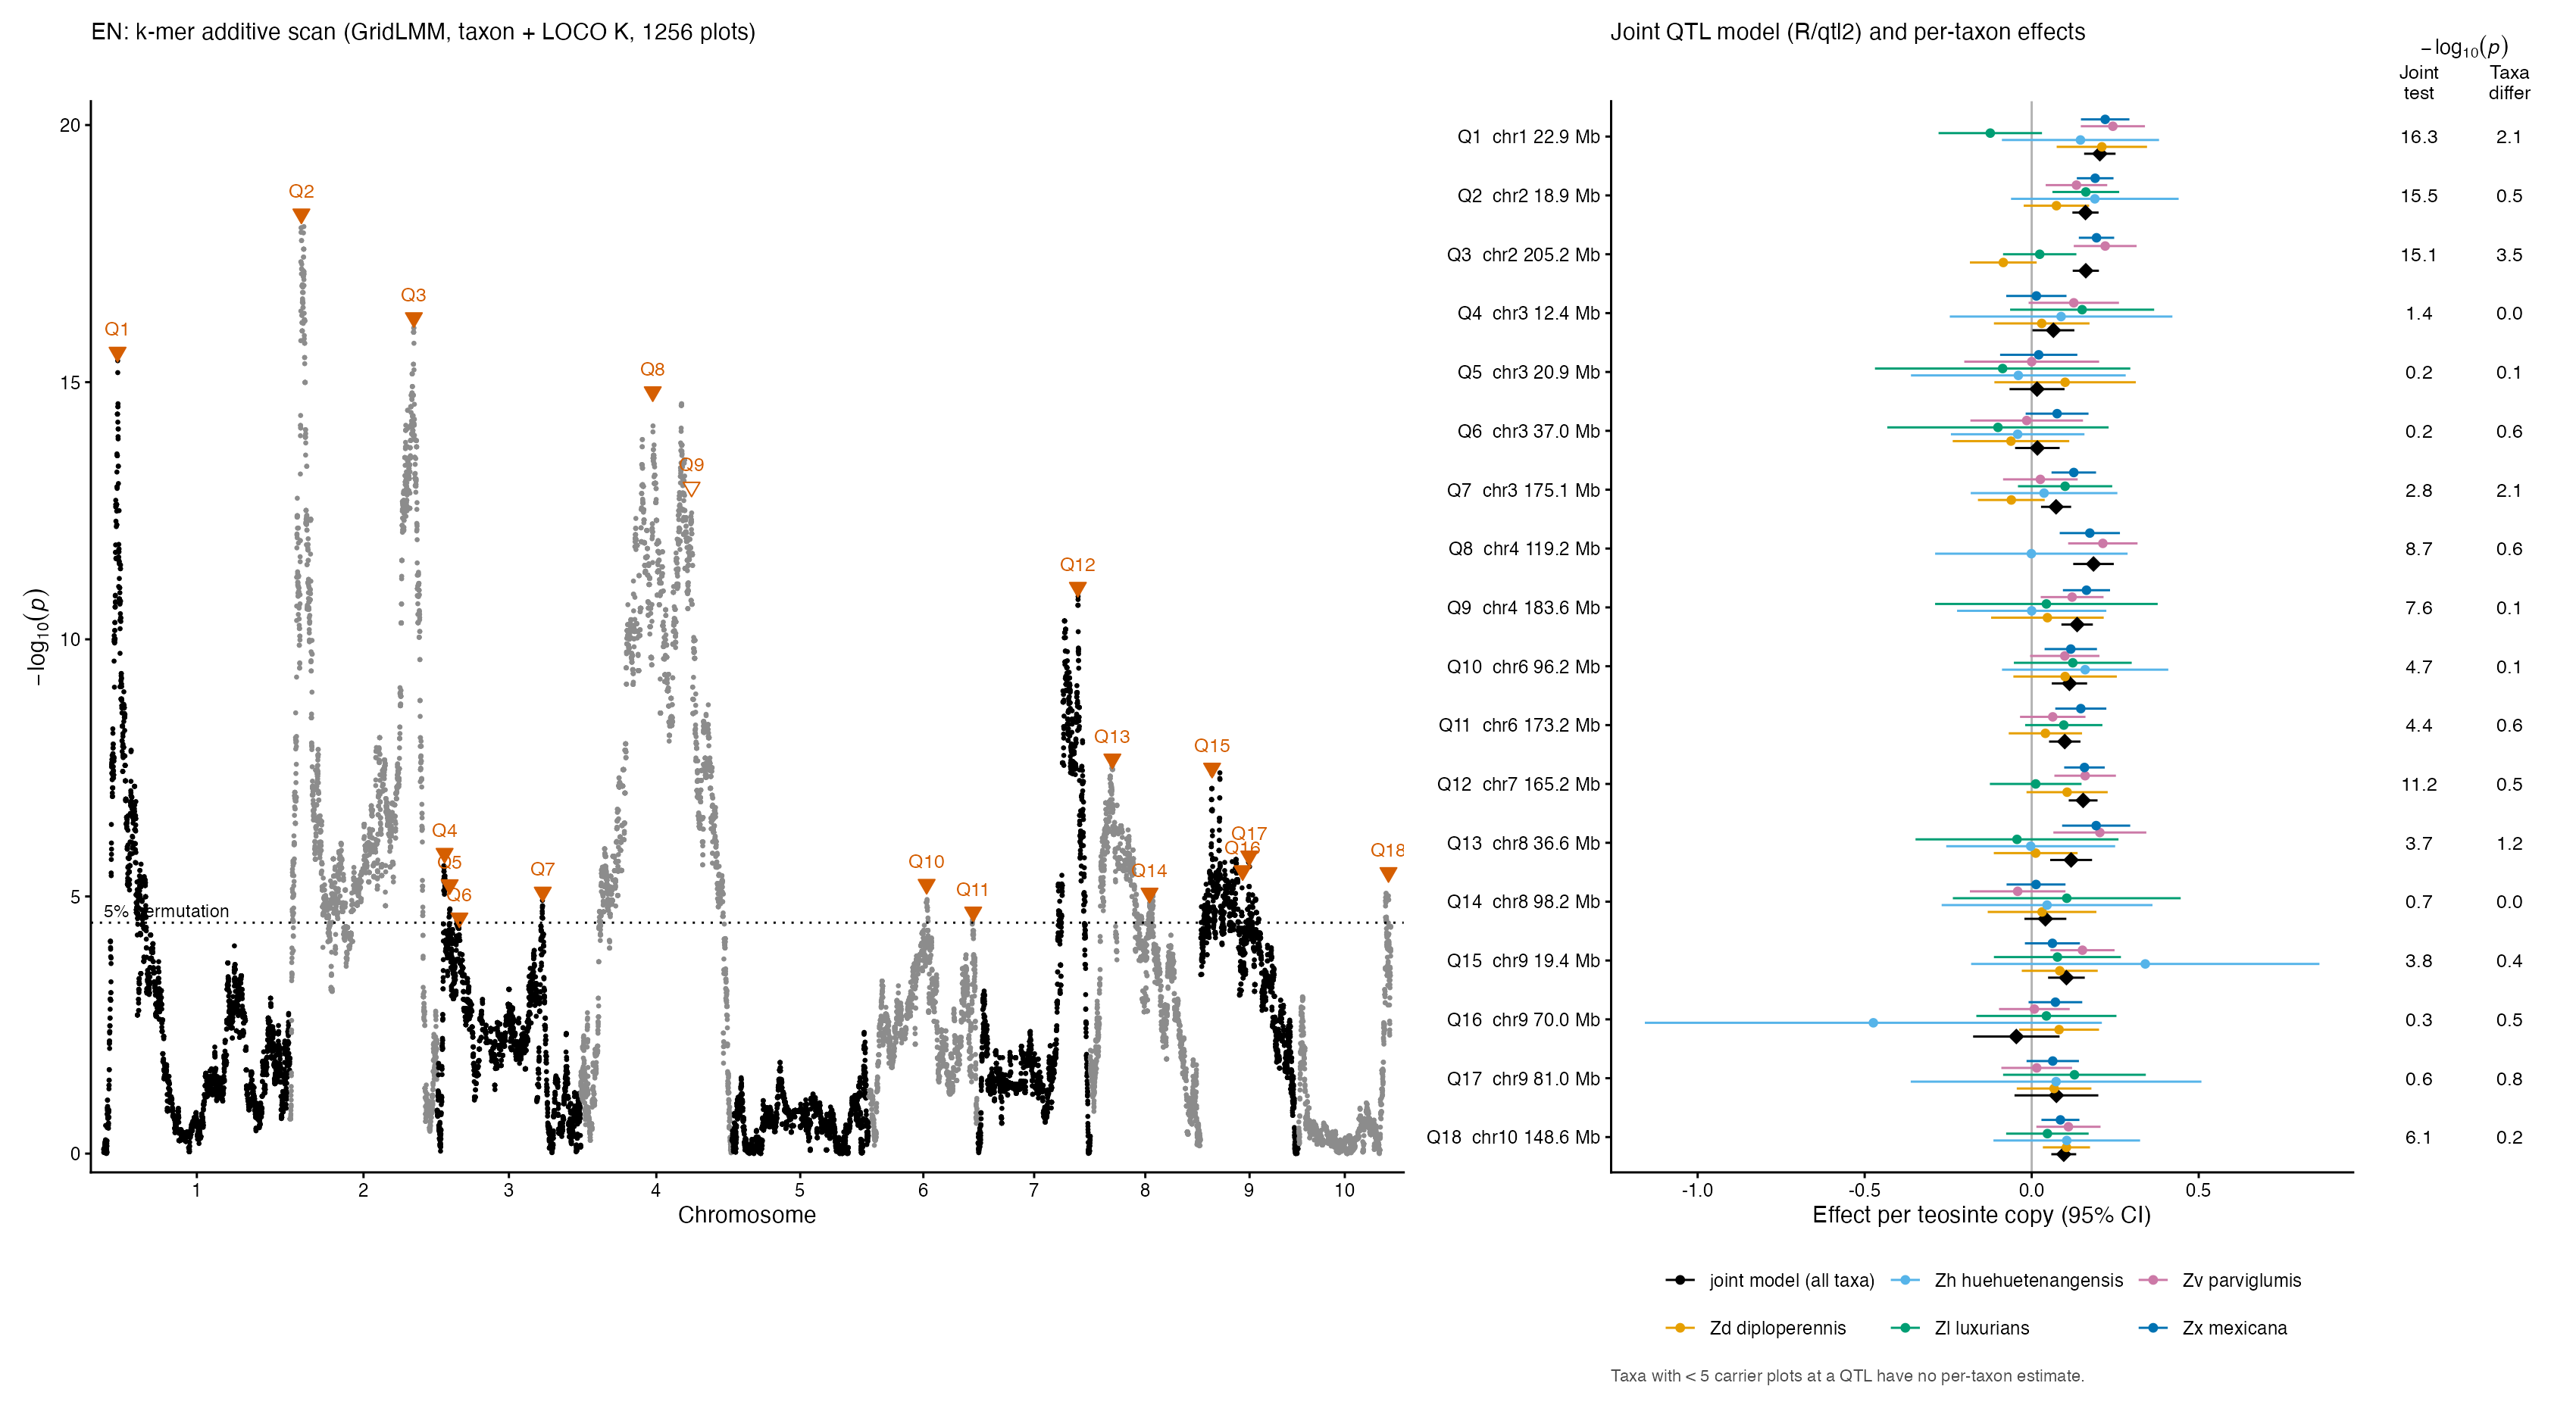 EN: k-mer additive scan (GridLMM, taxon + LOCO K, 1256 plots)
Joint QTL model (R/qtl2) and per-taxon effects
−log10(p)
Joint test
Taxa differ
20
15
10
5
0
−log10(p)
Q1
Q2
Q3
Q4
Q5
Q6
Q7
Q8
Q9
Q10
Q11
Q12
Q13
Q14
Q15
Q16
Q17
Q18
5% permutation
1 2 3 4 5 6 7 8 9 10
Chromosome
Q1 chr1 22.9 Mb 16.3 2.1
Q2 chr2 18.9 Mb 15.5 0.5
Q3 chr2 205.2 Mb 15.1 3.5
Q4 chr3 12.4 Mb 1.4 0.0
Q5 chr3 20.9 Mb 0.2 0.1
Q6 chr3 37.0 Mb 0.2 0.6
Q7 chr3 175.1 Mb 2.8 2.1
Q8 chr4 119.2 Mb 8.7 0.6
Q9 chr4 183.6 Mb 7.6 0.1
Q10 chr6 96.2 Mb 4.7 0.1
Q11 chr6 173.2 Mb 4.4 0.6
Q12 chr7 165.2 Mb 11.2 0.5
Q13 chr8 36.6 Mb 3.7 1.2
Q14 chr8 98.2 Mb 0.7 0.0
Q15 chr9 19.4 Mb 3.8 0.4
Q16 chr9 70.0 Mb 0.3 0.5
Q17 chr9 81.0 Mb 0.6 0.8
Q18 chr10 148.6 Mb 6.1 0.2
-1.0 -0.5 0.0 0.5
Effect per teosinte copy (95% CI)
joint model (all taxa) Zh huehuetenangensis Zv parviglumis
Zd diploperennis Zl luxurians Zx mexicana
Taxa with < 5 carrier plots at a QTL have no per-taxon estimate.